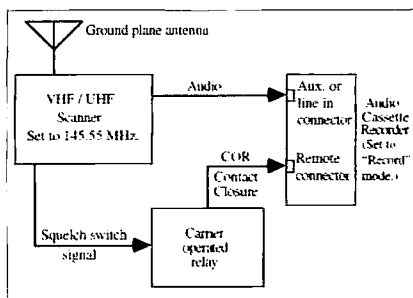 Ground plane antenna
VHF / UHF
Scanner
Set to 145.55 MHz.
Audio
Aux. or
line in
connector
Audio
Cassette
Recorder
(Set to
"Record"
mode.)
COR
Contact
Closure
Remote
connector
Squelch switch
signal
Carrier
operated
relay